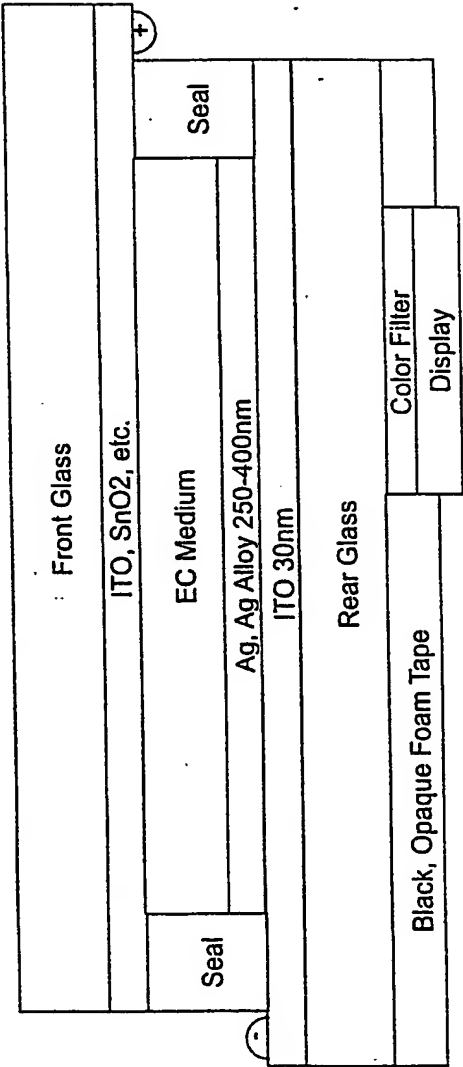 Front Glass
ITO, SnO2, etc.
+
Seal
EC Medium
Seal
-
Ag, Ag Alloy 250-400nm
ITO 30nm
Rear Glass
Black, Opaque Foam Tape
Color Filter
Display